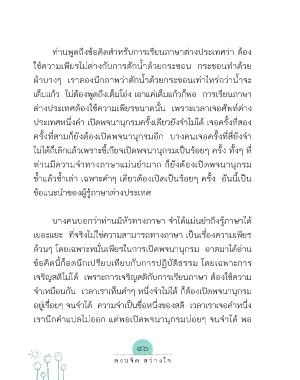 ท่านพูดถึงข้อคิดสำหรับการเรียนภาษาต่างประเทศว่า ต้อง
ใช้ความเพียรไม่ต่างกับการตักน้ำด้วยกระชอน กระชอนทำด้วย
ผ้าบางๆ เราลองนึกภาพว่าตักน้ำด้วยกระชอนเท่าไหร่กว่าน้ำจะ
เต็มแก้ว ไม่ต้องพูดถึงเต็มโอ่ง เอาแค่เต็มแก้วก็พอ การเรียนภาษา
ต่างประเทศต้องใช้ความเพียรขนาดนั้น เพราะเวลาเจอศัพท์ต่าง
ประเทศหนึ่งคำ เปิดพจนานุกรมครั้งเดียวยังจำไม่ได้ เจอครั้งที่สอง
ครั้งที่สามก็ยังต้องเปิดพจนานุกรมอีก บางคนเจอครั้งที่สี่ยังจำ
ไม่ได้ก็เลิกแล้วเพราะขี้เกียจเปิดพจนานุกรมเป็นร้อยๆ ครั้ง ทั้งๆ ที่
ท่านมีความจำทางภาษาแม่นยำมาก ก็ยังต้องเปิดพจนานุกรม
ซ้ำแล้วซ้ำเล่า เฉพาะคำๆ เดียวต้องเปิดเป็นร้อยๆ ครั้ง อันนี้เป็น
ข้อแนะนำของผู้รู้ภาษาต่างประเทศ
บางคนบอกว่าท่านมีหัวทางภาษา จำได้แม่นยำถึงรู้ภาษาได้
เยอะแยะ ที่จริงไม่ใช่ความสามารถทางภาษา เป็นเรื่องความเพียร
ล้วนๆ โดยเฉพาะหมั่นเพียรในการเปิดพจนานุกรม อาตมาได้อ่าน
ข้อคิดนี้ก็อดนึกเปรียบเทียบกับการปฏิบัติธรรม โดยเฉพาะการ
เจริญสติไม่ได้ เพราะการเจริญสติกับการเรียนภาษา ต้องใช้ความ
จำเหมือนกัน เวลาเราเห็นคำๆ หนึ่งจำไม่ได้ ก็ต้องเปิดพจนานุกรม
อยู่เรื่อยๆ จนจำได้ ความจำเป็นชื่อหนึ่งของสติ เวลาเราเจอคำหนึ่ง
เรานึกคำแปลไม่ออก แต่พอเปิดพจนานุกรมบ่อยๆ จนจำได้ พอ
๔๖
สงบจิต สว่างใจ